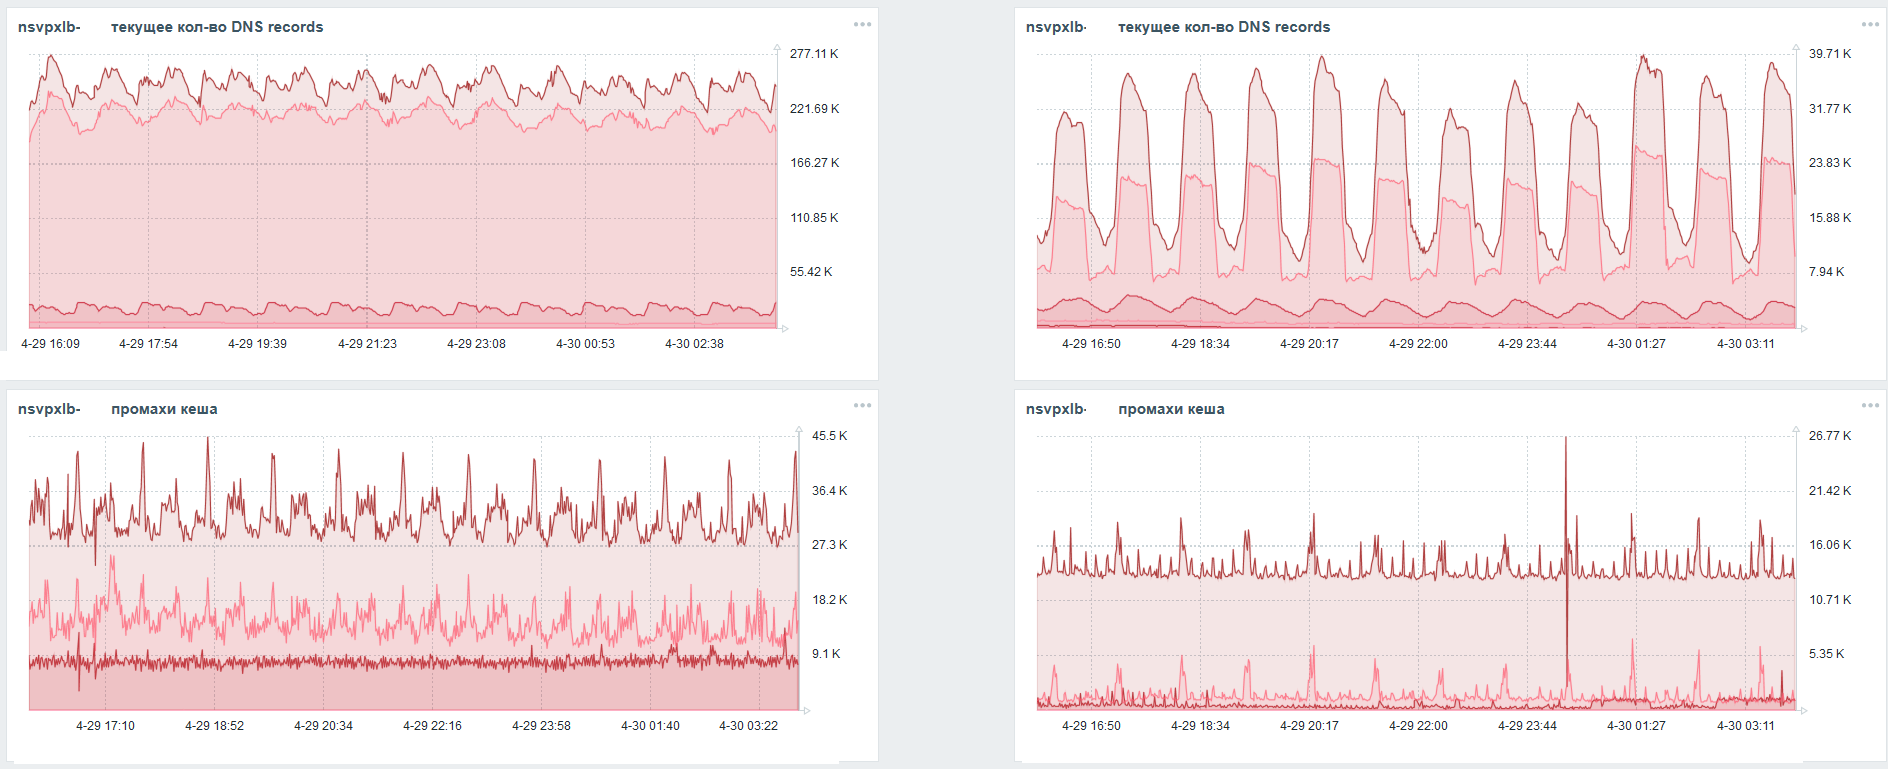 nsvpxlb- текущее кол-во DNS records
277.11 K
221.69 K
166.27 K
110.85 K
55.42 K
4-29 16:09 4-29 17:54 4-29 19:39 4-29 21:23 4-29 23:08 4-30 00:53 4-30 02:38
nsvpxlb- текущее кол-во DNS records
39.71 K
31.77 K
23.83 K
15.88 K
7.94 K
4-29 16:50 4-29 18:34 4-29 20:17 4-29 22:00 4-29 23:44 4-30 01:27 4-30 03:11
nsvpxlb- промахи кеша
45.5 K
36.4 K
27.3 K
18.2 K
9.1 K
4-29 17:10 4-29 18:52 4-29 20:34 4-29 22:16 4-29 23:58 4-30 01:40 4-30 03:22
nsvpxlb- промахи кеша
26.77 K
21.42 K
16.06 K
10.71 K
5.35 K
4-29 16:50 4-29 18:34 4-29 20:17 4-29 22:00 4-29 23:44 4-30 01:27 4-30 03:11